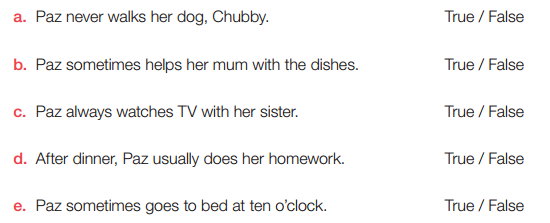 a. Paz never walks her dog, Chubby. True / False
b. Paz sometimes helps her mum with the dishes. True / False
c. Paz always watches TV with her sister. True / False
d. After dinner, Paz usually does her homework. True / False
e. Paz sometimes goes to bed at ten o’clock. True / False